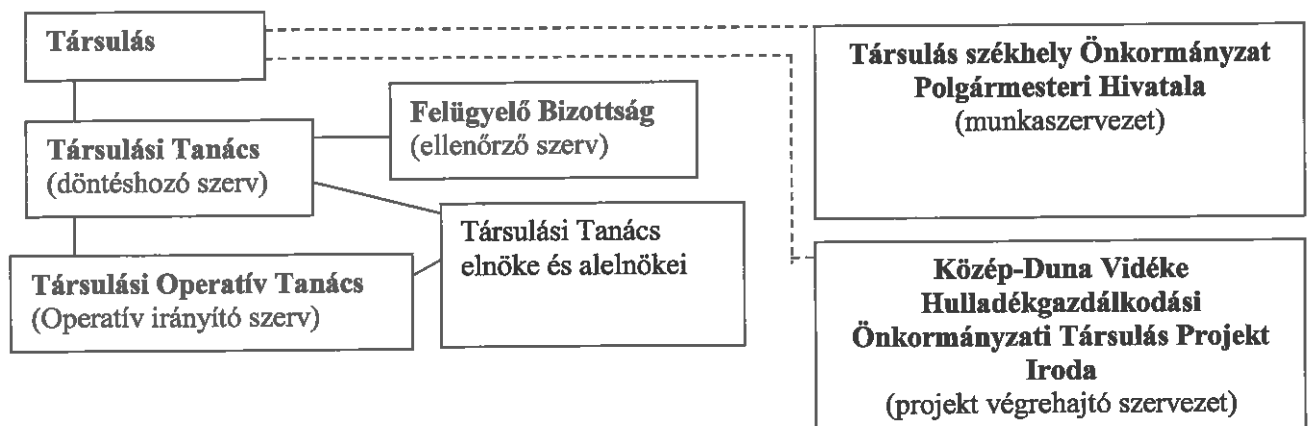 Társulás
Társulási Tanács
(döntéshozó szerv)
Társulási Operatív Tanács
(Operatív irányító szerv)
Felügyelő Bizottság
(ellenőrző szerv)
Társulási Tanács
elnöke és alelnökei
Társulás székhely Önkormányzat
Polgármesteri Hivatala
(munkaszervezet)
Közép-Duna Vidéke
Hulladékgazdálkodási
Önkormányzati Társulás Projekt
Iroda
(projekt végrehajtó szervezet)